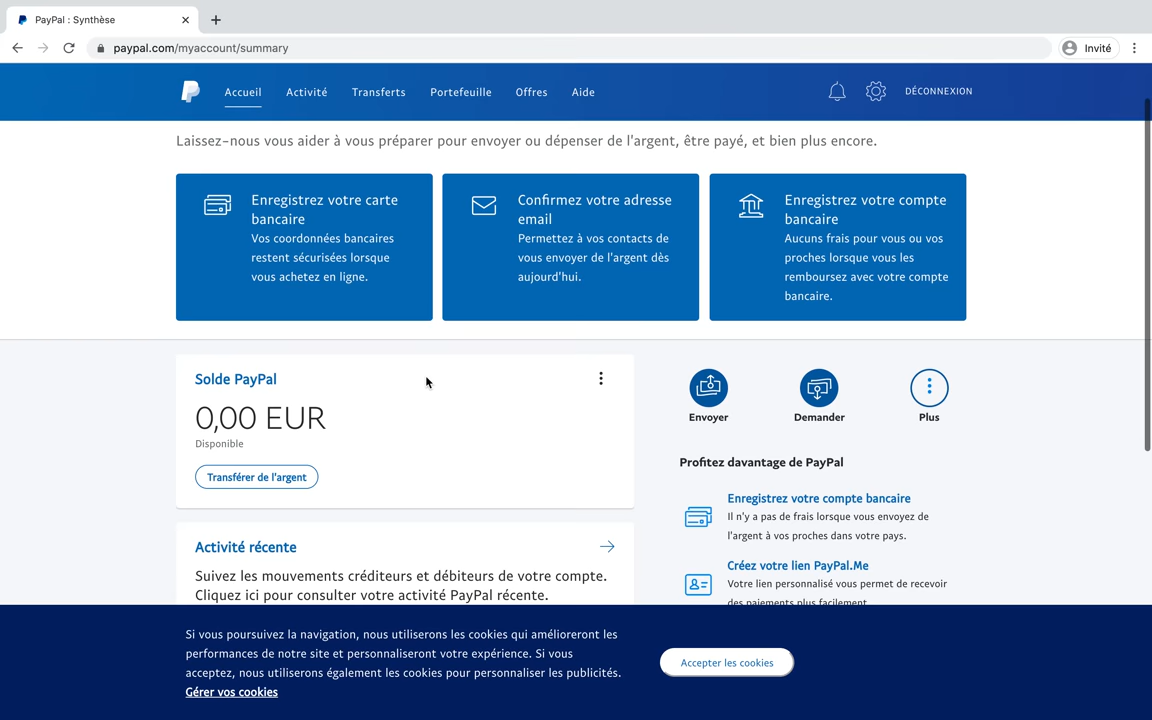 PayPal : Synthèse
paypal.com/myaccount/summary
Invité
Accueil
Activité
Transferts
Portefeuille
Offres
Aide
DÉCONNEXION
Laissez-nous vous aider à vous préparer pour envoyer ou dépenser de l'argent, être payé, et bien plus encore.
Enregistrez votre carte
bancaire
Vos coordonnées bancaires
restent sécurisées lorsque
vous achetez en ligne.
Confirmez votre adresse
email
Permettez à vos contacts de
vous envoyer de l'argent dès
aujourd'hui.
Enregistrez votre compte
bancaire
Aucuns frais pour vous ou vos
proches lorsque vous les
remboursez avec votre compte
bancaire.
Solde PayPal
0,00 EUR
Disponible
Transférer de l'argent
Envoyer
Demander
Plus
Profitez davantage de PayPal
Enregistrez votre compte bancaire
Il n'y a pas de frais lorsque vous envoyez de
l'argent à vos proches dans votre pays.
Créez votre lien PayPal.Me
Votre lien personnalisé vous permet de recevoir
des paiements plus facilement
Activité récente
Suivez les mouvements créditeurs et débiteurs de votre compte.
Cliquez ici pour consulter votre activité PayPal récente.
Si vous poursuivez la navigation, nous utiliserons les cookies qui amélioreront les
performances de notre site et personnaliseront votre expérience. Si vous
acceptez, nous utiliserons également les cookies pour personnaliser les publicités.
Gérer vos cookies
Accepter les cookies